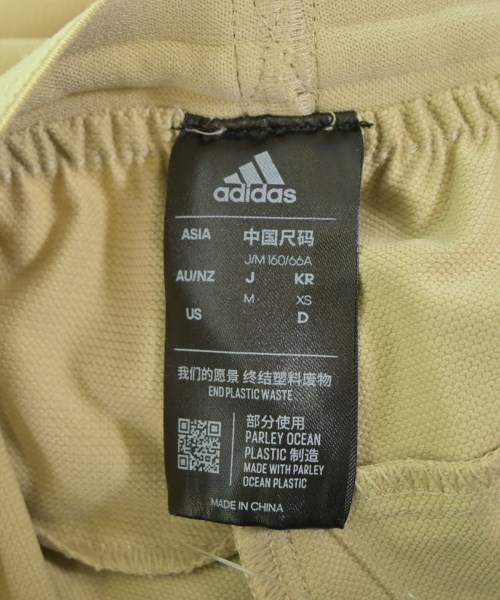 adidas
ASIA 中国尺码
J/M 160/66A
AU/NZ J KR
M XS
US D
我们的愿景 终结塑料废物
END PLASTIC WASTE
部分使用
PARLEY OCEAN
PLASTIC 制造
MADE WITH PARLEY
OCEAN PLASTIC
MADE IN CHINA